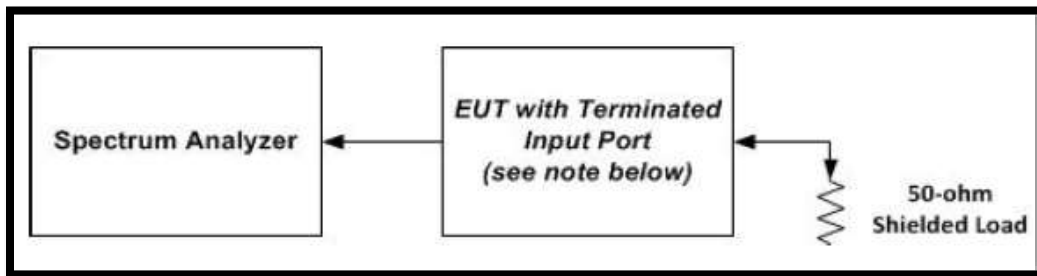 Spectrum Analyzer
EUT with Terminated
Input Port
(see note below)
50-ohm
Shielded Load